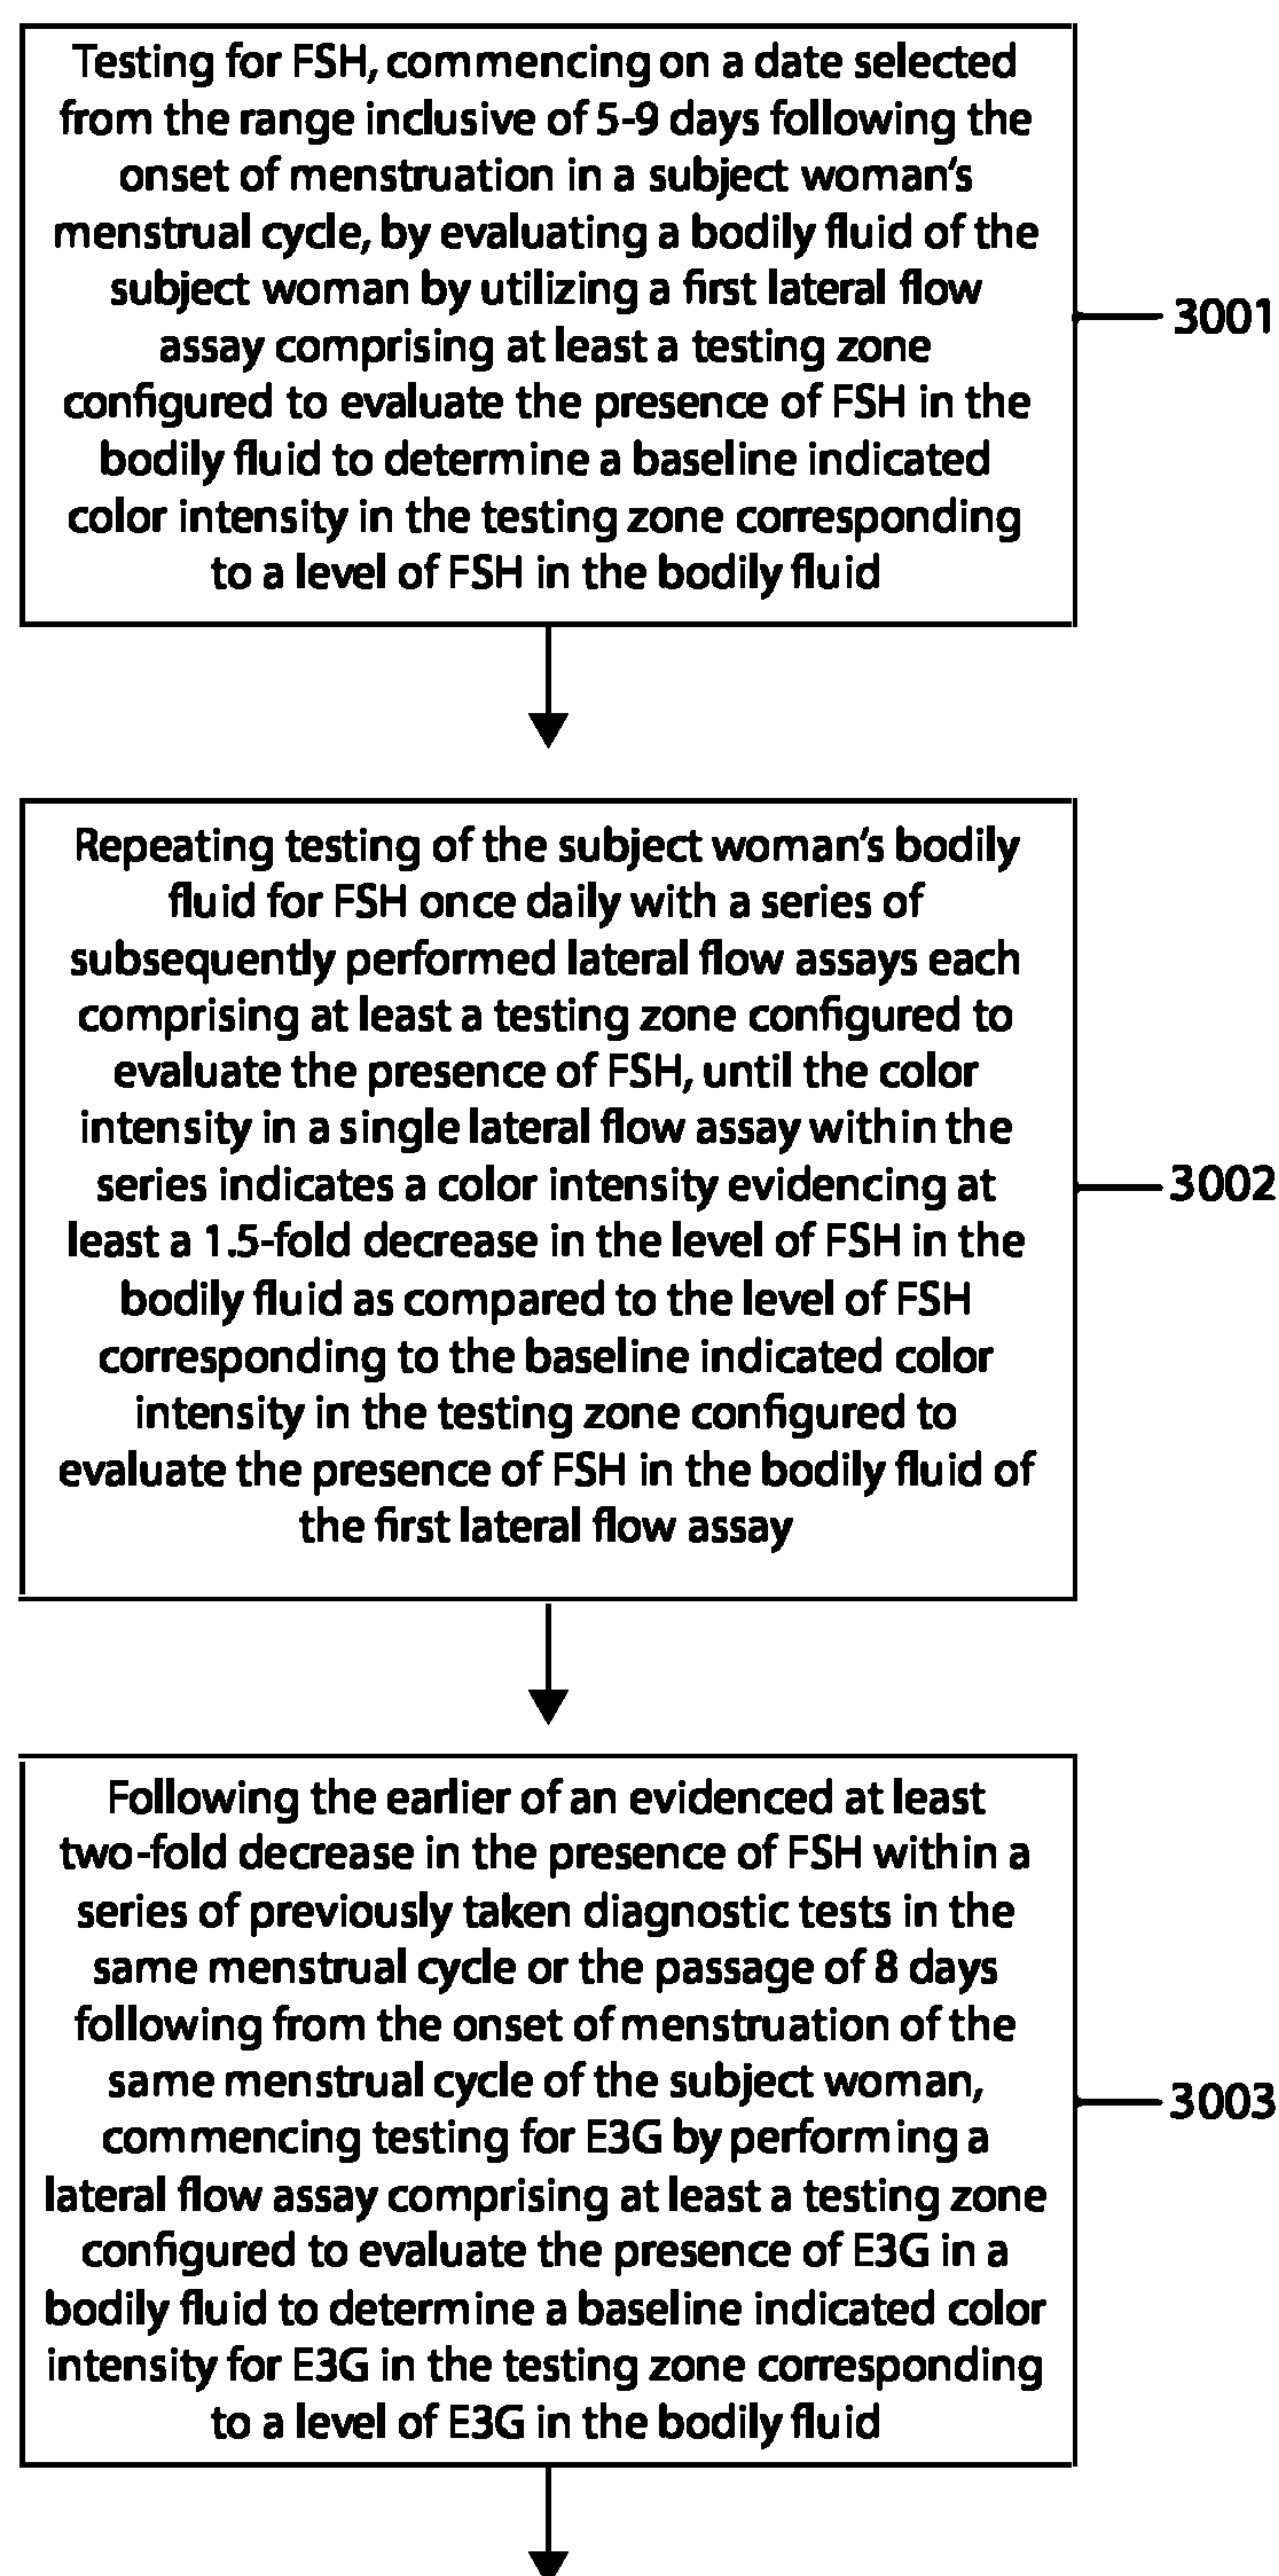 Testing for FSH, commencing on a date selected
from the range inclusive of 5-9 days following the
onset of menstruation in a subject woman's
menstrual cycle, by evaluating a bodily fluid of the
subject woman by utilizing a first lateral flow
assay comprising at least a testing zone
configured to evaluate the presence of FSH in the
bodily fluid to determine a baseline indicated
color intensity in the testing zone corresponding
to a level of FSH in the bodily fluid
3001
Repeating testing of the subject woman's bodily
fluid for FSH once daily with a series of
subsequently performed lateral flow assays each
comprising at least a testing zone configured to
evaluate the presence of FSH, until the color
intensity in a single lateral flow assay within the
series indicates a color intensity evidencing at
least a 1.5-fold decrease in the level of FSH in the
bodily fluid as compared to the level of FSH
corresponding to the baseline indicated color
intensity in the testing zone configured to
evaluate the presence of FSH in the bodily fluid of
the first lateral flow assay
3002
Following the earlier of an evidenced at least
two-fold decrease in the presence of FSH within a
series of previously taken diagnostic tests in the
same menstrual cycle or the passage of 8 days
following from the onset of menstruation of the
same menstrual cycle of the subject woman,
commencing testing for E3G by performing a
lateral flow assay comprising at least a testing zone
configured to evaluate the presence of E3G in a
bodily fluid to determine a baseline indicated color
intensity for E3G in the testing zone corresponding
to a level of E3G in the bodily fluid
3003